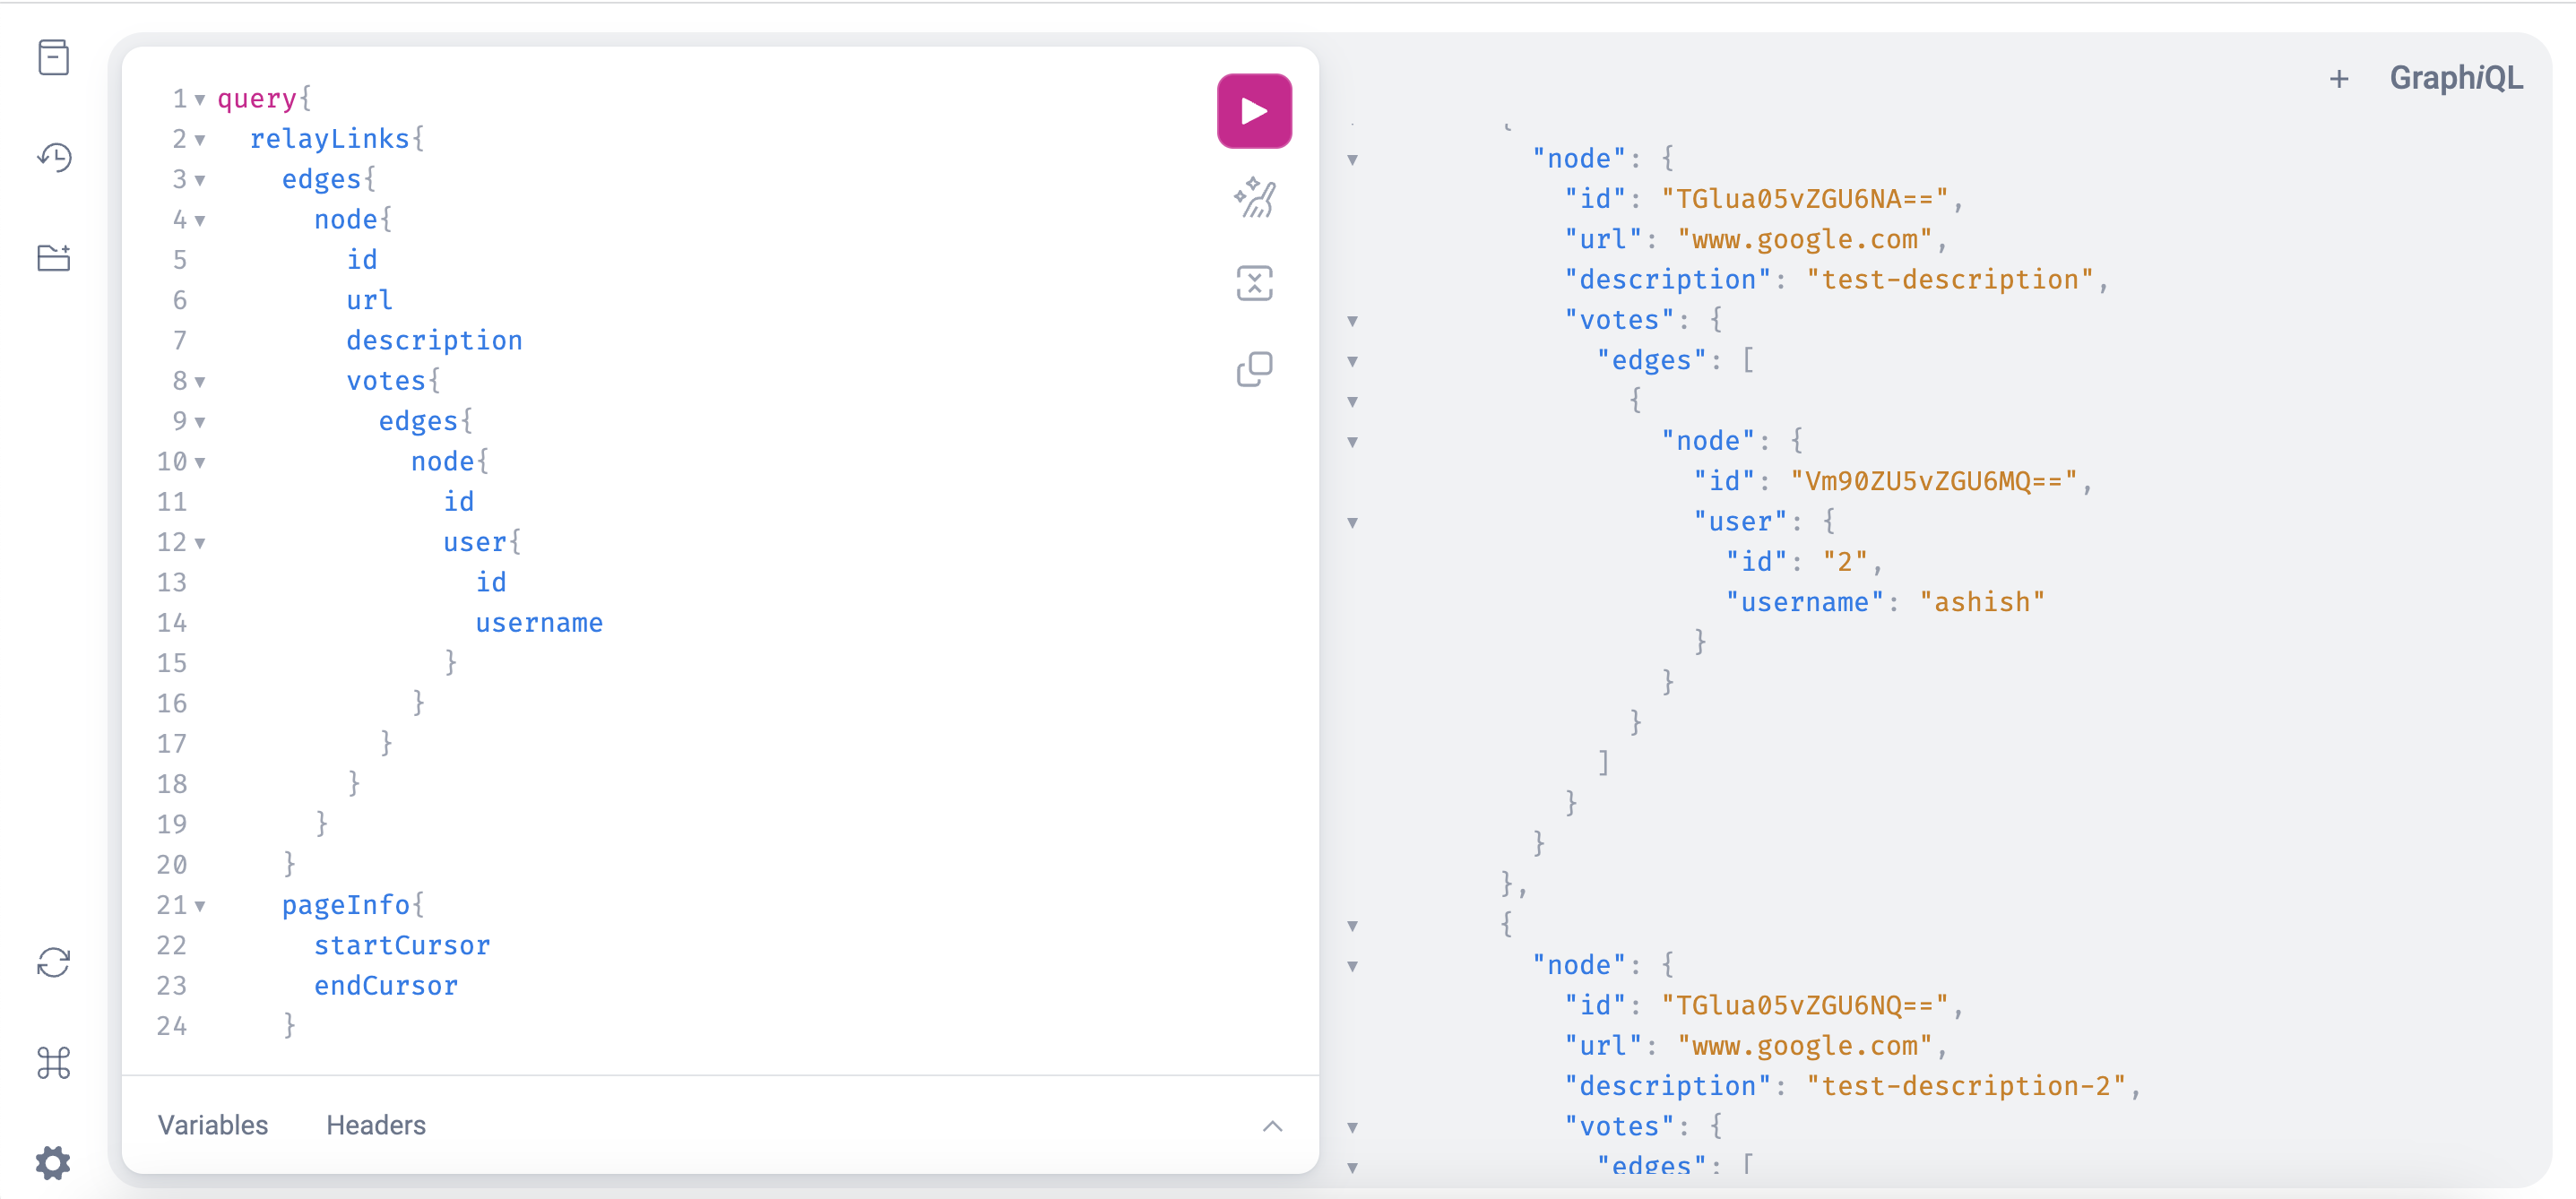 1 query{
2 relayLinks{
3 edges{
4 node{
5 id
6 url
7 description
8 votes{
9 edges{
10 node{
11 id
12 user{
13 id
14 username
15 }
16 }
17 }
18 }
19 }
20 }
21 pageInfo{
22 startCursor
23 endCursor
24 }
Variables Headers
+ GraphiQL
{
"node": {
"id": "TGlua05vZGU6NA==",
"url": "www.google.com",
"description": "test-description",
"votes": {
"edges": [
{
"node": {
"id": "Vm90ZU5vZGU6MQ==",
"user": {
"id": "2",
"username": "ashish"
}
}
}
]
}
}
},
{
"node": {
"id": "TGlua05vZGU6NQ==",
"url": "www.google.com",
"description": "test-description-2",
"votes": {
"edges": [